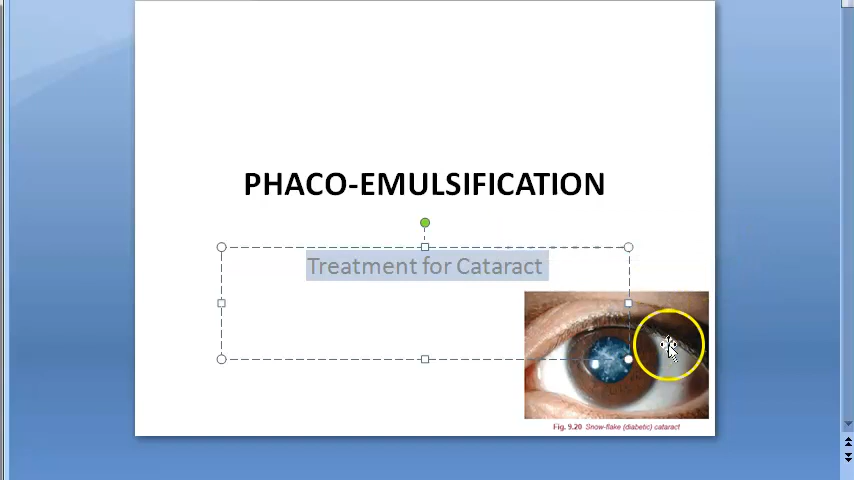 PHACO-EMULSIFICATION
Treatment for Cataract
Fig. 9.20 Snow-flake (diabetic) cataract